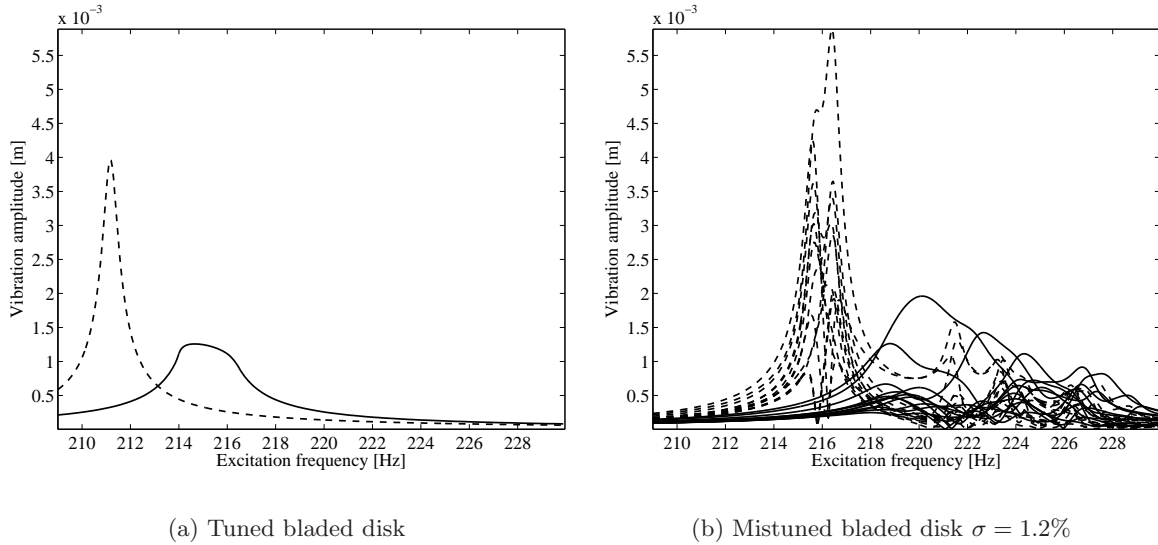 x 10⁻³
5.5
5
4.5
4
3.5
3
2.5
2
1.5
1
0.5
Vibration amplitude [m]
210 212 214 216 218 220 222 224 226 228
Excitation frequency [Hz]
(a) Tuned bladed disk
x 10⁻³
5.5
5
4.5
4
3.5
3
2.5
2
1.5
1
0.5
Vibration amplitude [m]
210 212 214 216 218 220 222 224 226 228
Excitation frequency [Hz]
(b) Mistuned bladed disk σ = 1.2%